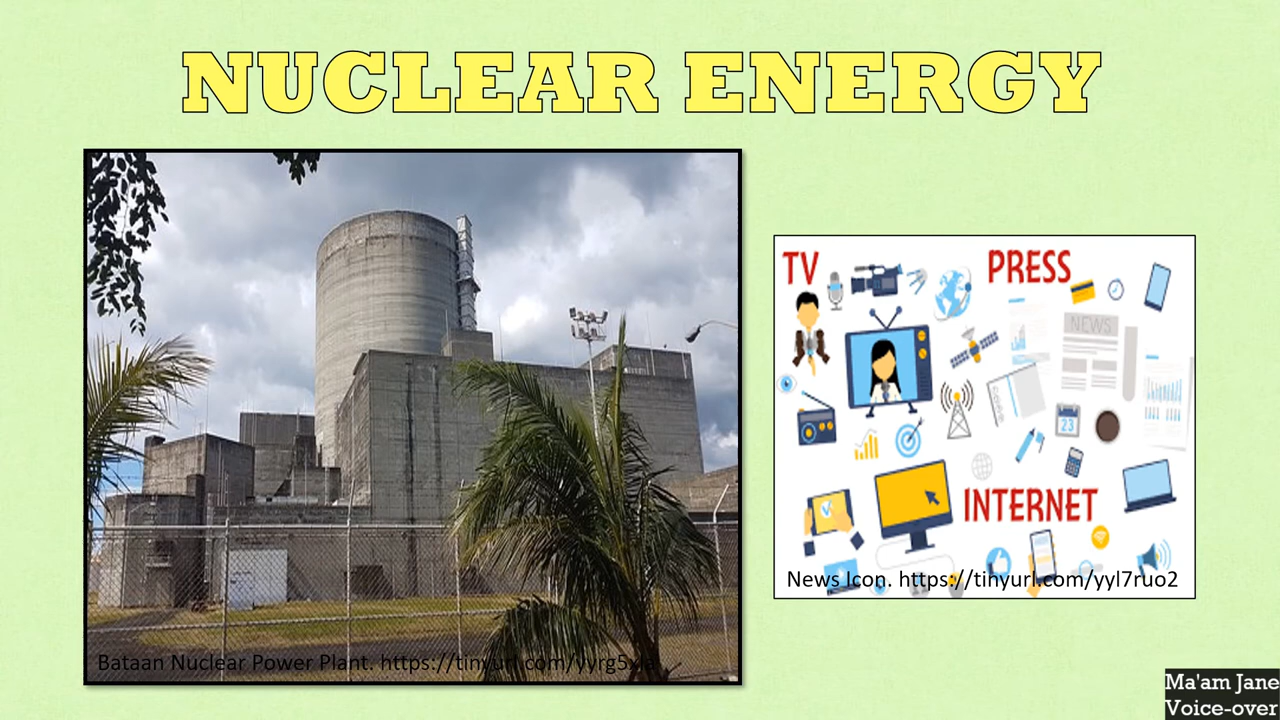 NUCLEAR ENERGY
TV
PRESS
NEWS
23
INTERNET
News Icon. https://tinyurl.com/yyl7ruo2
Bataan Nuclear Power Plant.
Ma'am Jane
Voice-over